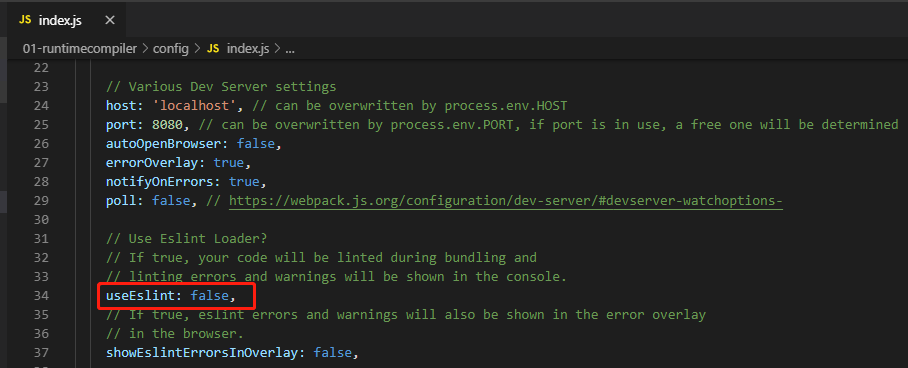 JS index.js ×
01-runtimecompiler > config > JS index.js > ...
22
23 // Various Dev Server settings
24 host: 'localhost', // can be overwritten by process.env.HOST
25 port: 8080, // can be overwritten by process.env.PORT, if port is in use, a free one will be determined
26 autoOpenBrowser: false,
27 errorOverlay: true,
28 notifyOnErrors: true,
29 poll: false, // https://webpack.js.org/configuration/dev-server/#devserver-watchoptions-
30
31 // Use Eslint Loader?
32 // If true, your code will be linted during bundling and
33 // linting errors and warnings will be shown in the console.
34 useEslint: false,
35 // If true, eslint errors and warnings will also be shown in the error overlay
36 // in the browser.
37 showEslintErrorsInOverlay: false,